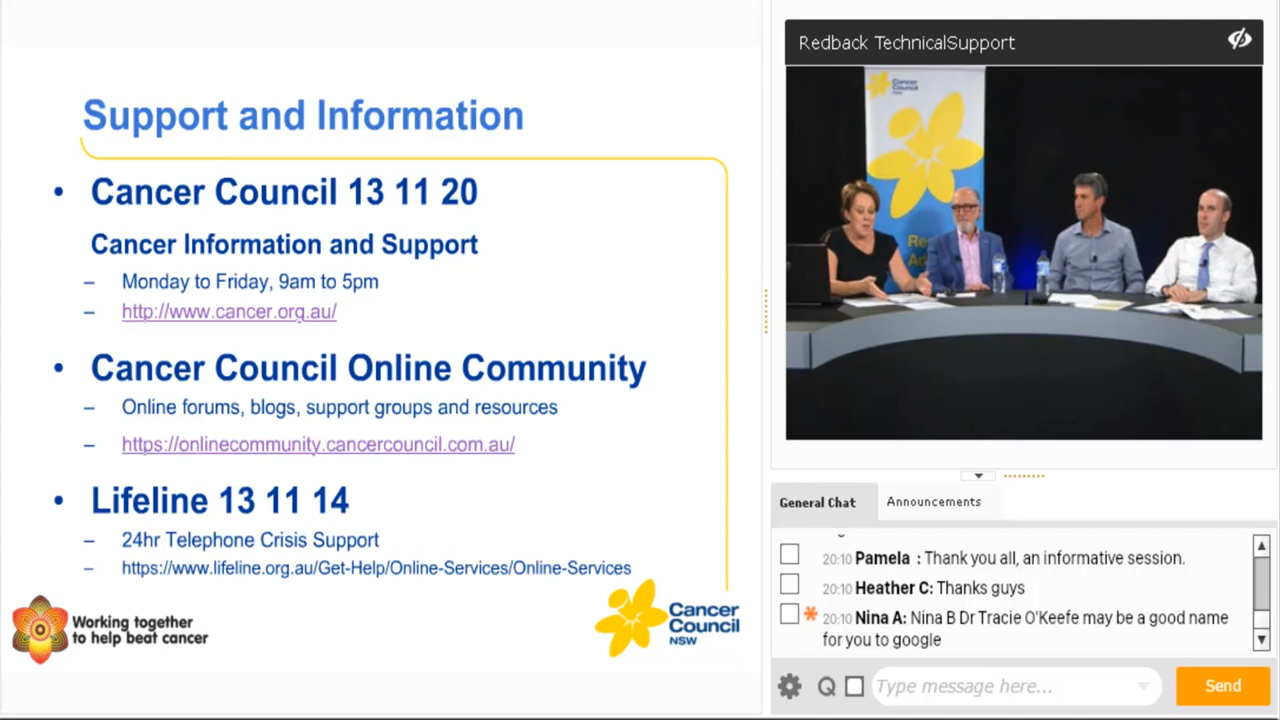 Support and Information
• Cancer Council 13 11 20
Cancer Information and Support
– Monday to Friday, 9am to 5pm
– http://www.cancer.org.au/
• Cancer Council Online Community
– Online forums, blogs, support groups and resources
– https://onlinecommunity.cancercouncil.com.au/
• Lifeline 13 11 14
– 24hr Telephone Crisis Support
– https://www.lifeline.org.au/Get-Help/Online-Services/Online-Services
Working together
to help beat cancer
Cancer
Council
NSW
Redback TechnicalSupport
Cancer
Council
NSW
General Chat
Announcements
20:10 Pamela : Thank you all, an informative session.
20:10 Heather C: Thanks guys
20:10 Nina A: Nina B Dr Tracie O'Keefe may be a good name
for you to google
Type message here...
Send